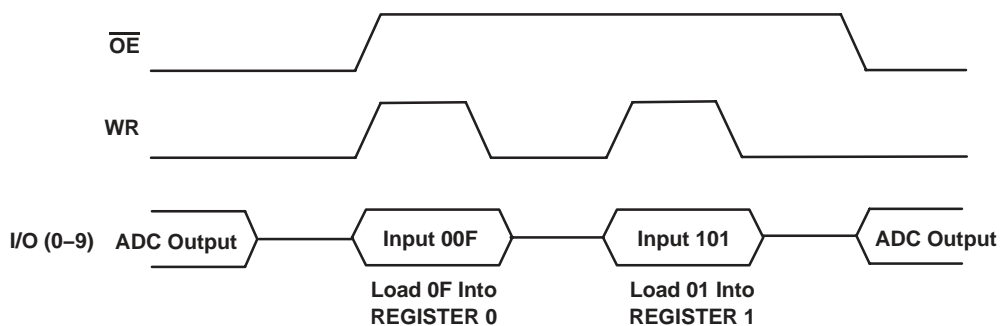 OE
WR
I/O (0–9) ADC Output Input 00F Input 101 ADC Output
Load 0F Into Load 01 Into
REGISTER 0 REGISTER 1